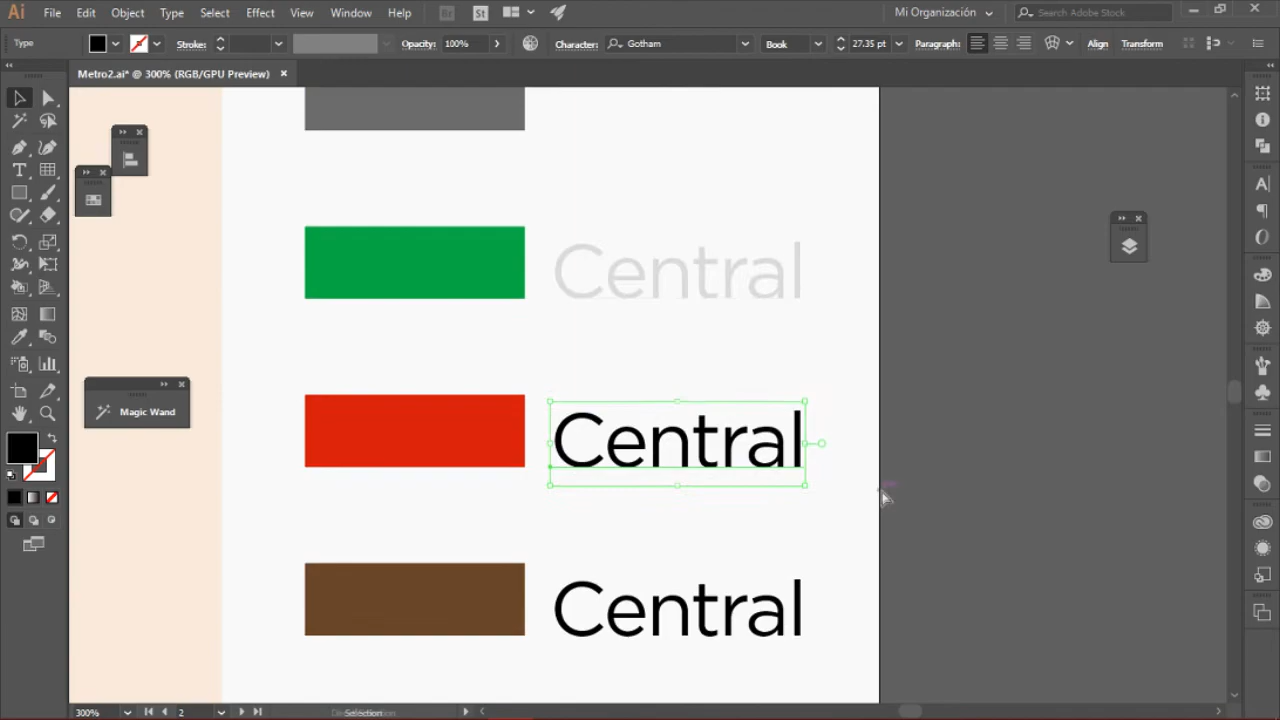 Ai File Edit Object Type Select Effect View Window Help Br St Mi Organización Search Adobe Stock
Type Stroke: Opacity: 100% Character: Gotham Book 27.35 pt Paragraph: Align Transform
Metro2.ai* @ 300% (RGB/GPU Preview)
Central
Magic Wand
Central
Central
300% 2 Selection